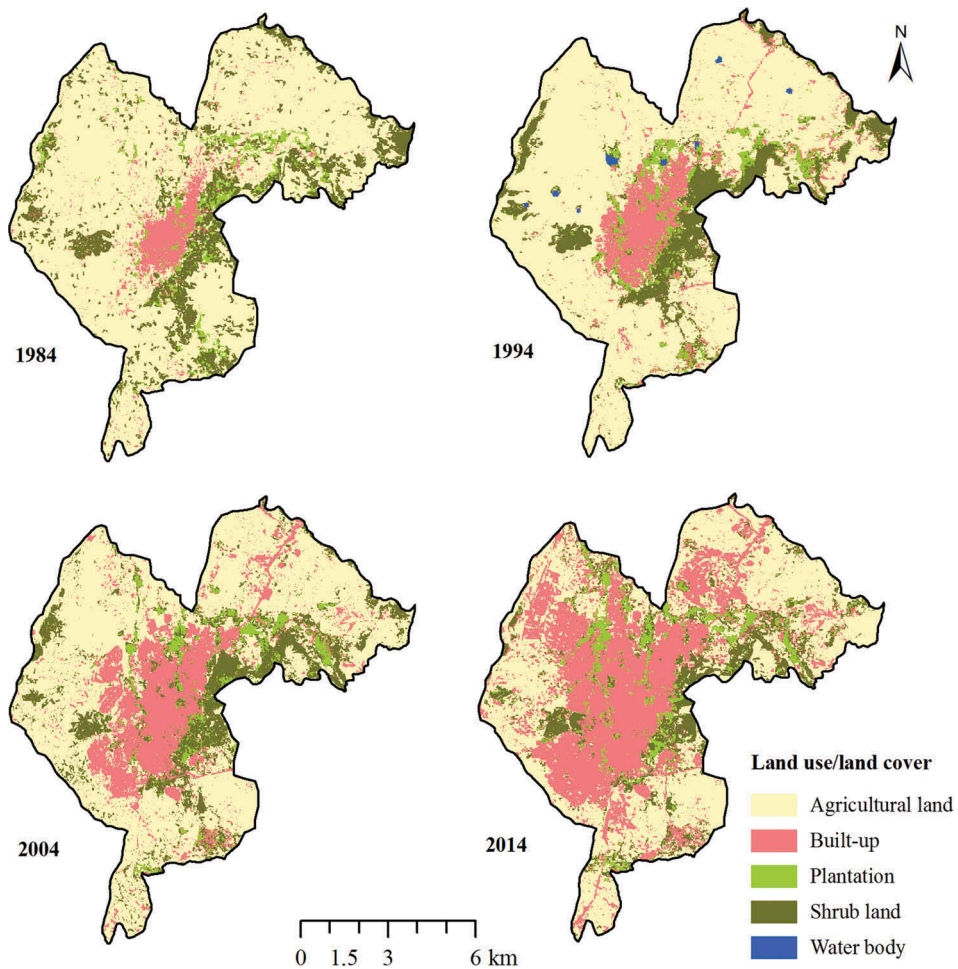 N
1984
1994
2004
2014
Land use/land cover
Agricultural land
Built-up
Plantation
Shrub land
Water body
0 1.5 3 6 km